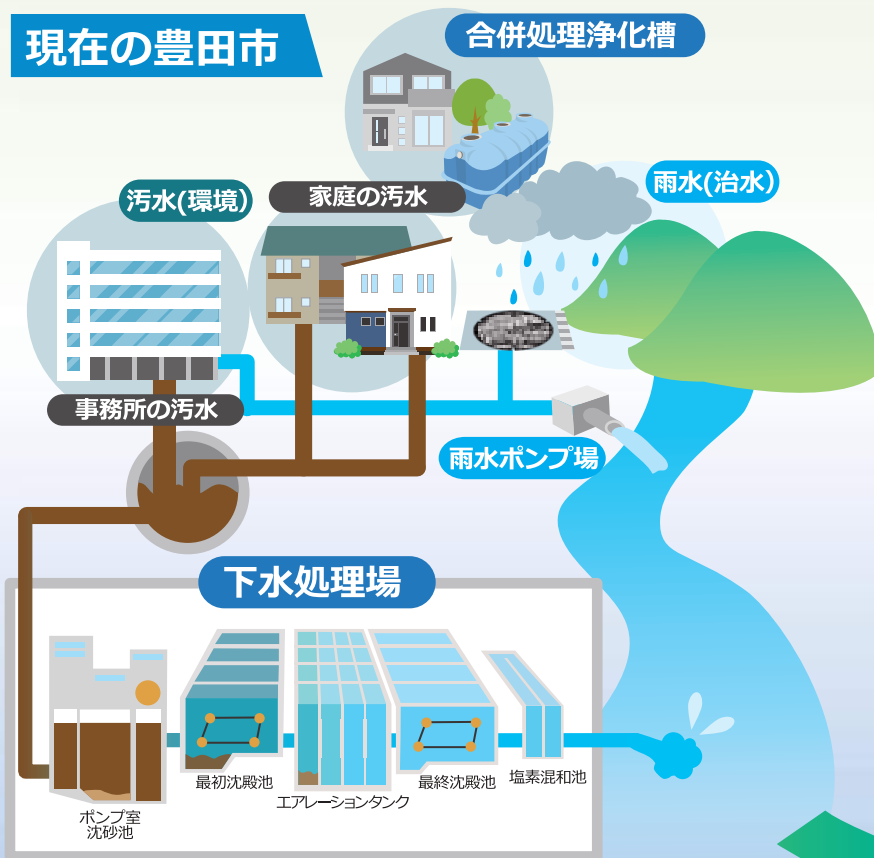 現在の豊田市
合併処理浄化槽
汚水(環境)
家庭の汚水
雨水(治水)
事務所の汚水
雨水ポンプ場
下水処理場
最初沈殿池
エアレーションタンク
最終沈殿池
塩素混和池
ポンプ室
沈砂池